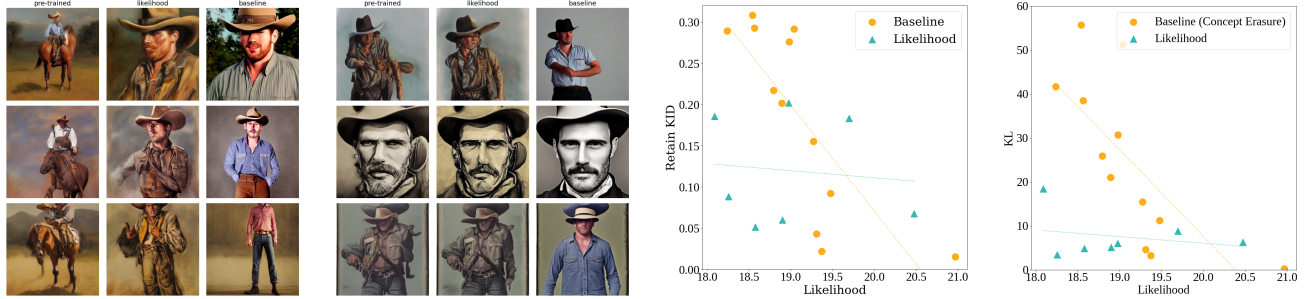 pre-trained likelihood baseline
pre-trained likelihood baseline
Retain KID
0.30
0.25
0.20
0.15
0.10
0.05
0.00
18.0 18.5 19.0 19.5 20.0 20.5 21.0
Likelihood
Baseline
Likelihood
KL
60
50
40
30
20
10
0
18.0 18.5 19.0 19.5 20.0 20.5 21.0
Likelihood
Baseline (Concept Erasure)
Likelihood